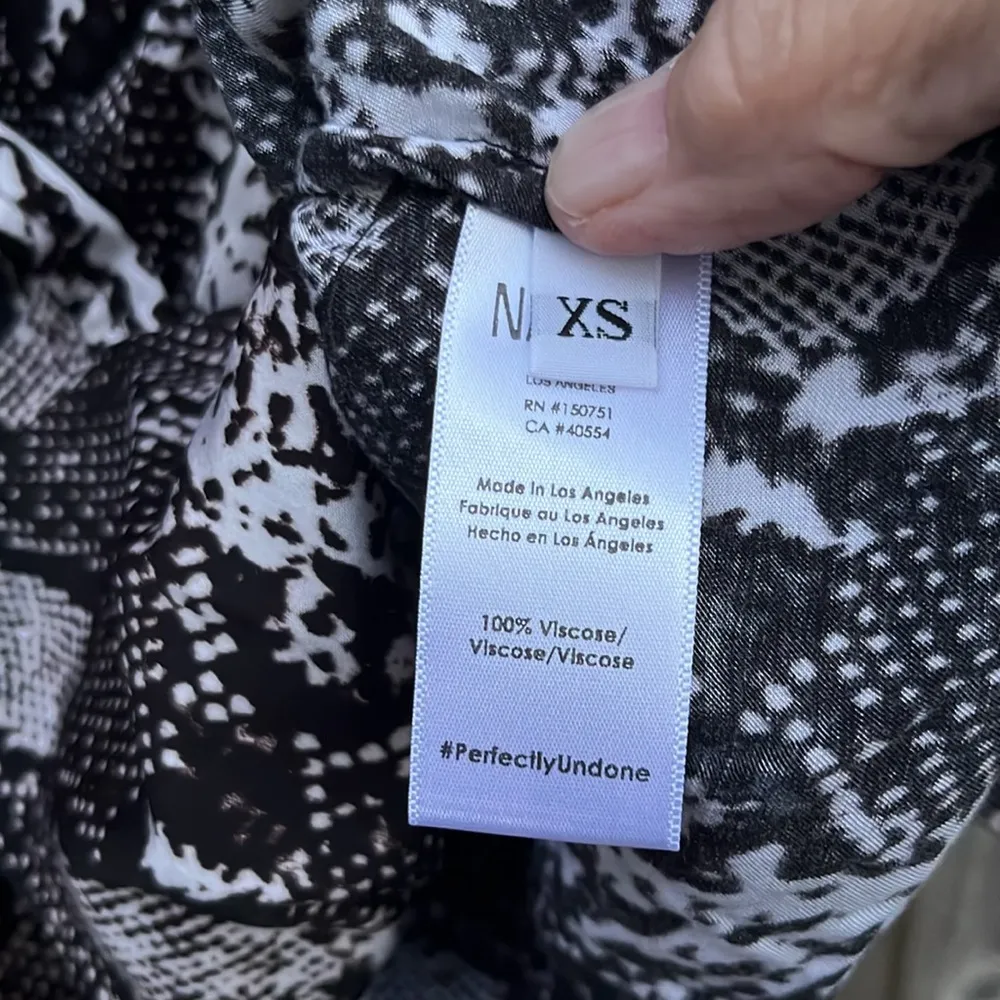 XS
LOS ANGELES
RN #150751
CA #40554
Made in Los Angeles
Fabrique au Los Angeles
Hecho en Los Ángeles
100% Viscose/
Viscose/Viscose
#PerfectlyUndone